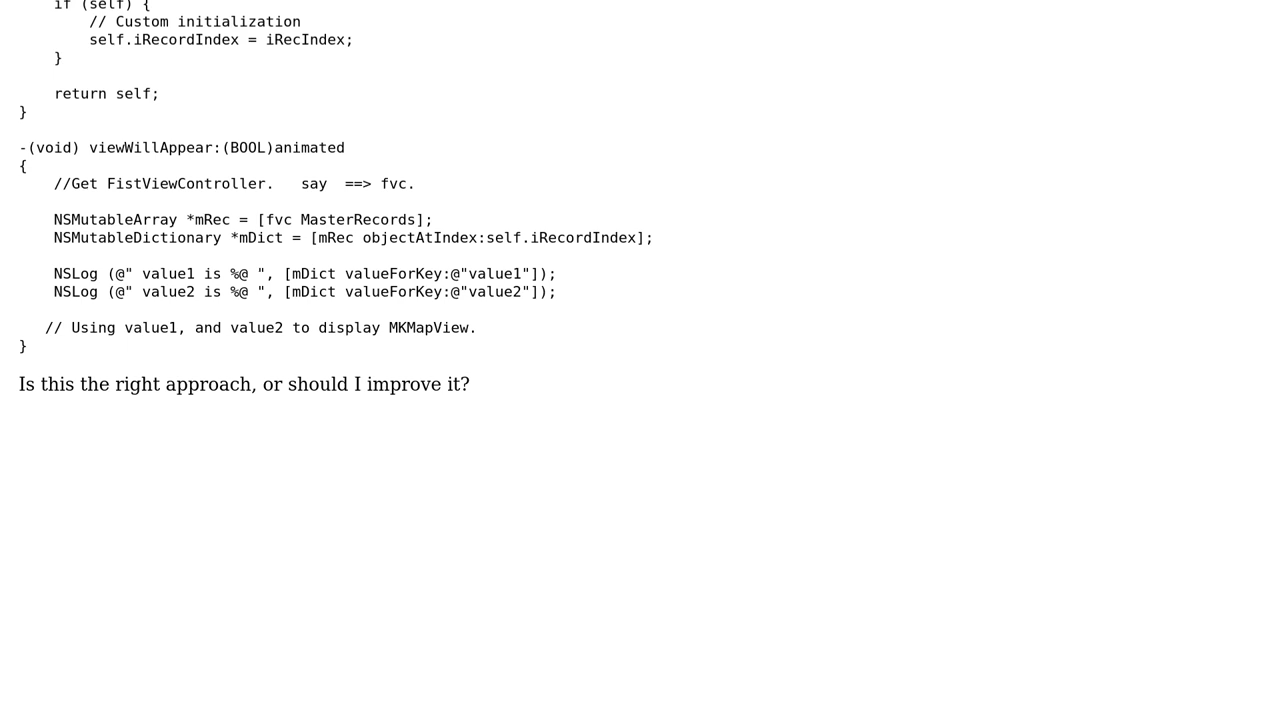 if (self) {
        // Custom initialization
        self.iRecordIndex = iRecIndex;
    }

    return self;
}

-(void) viewWillAppear:(BOOL)animated
{
    //Get FistViewController.   say  ==> fvc.

    NSMutableArray *mRec = [fvc MasterRecords];
    NSMutableDictionary *mDict = [mRec objectAtIndex:self.iRecordIndex];

    NSLog (@" value1 is %@ ", [mDict valueForKey:@"value1"]);
    NSLog (@" value2 is %@ ", [mDict valueForKey:@"value2"]);

   // Using value1, and value2 to display MKMapView.
}

Is this the right approach, or should I improve it?